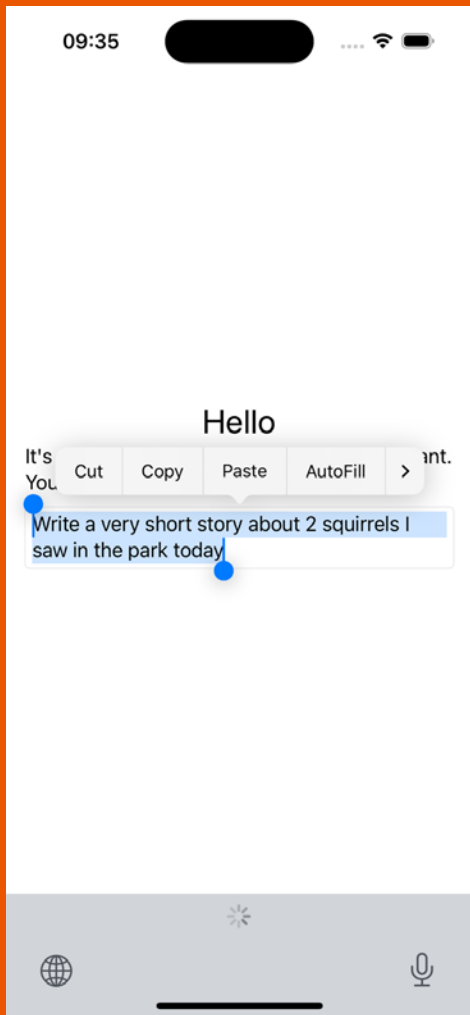 09:35
Hello
It's ant.
You
Cut Copy Paste AutoFill >
Write a very short story about 2 squirrels I
saw in the park today